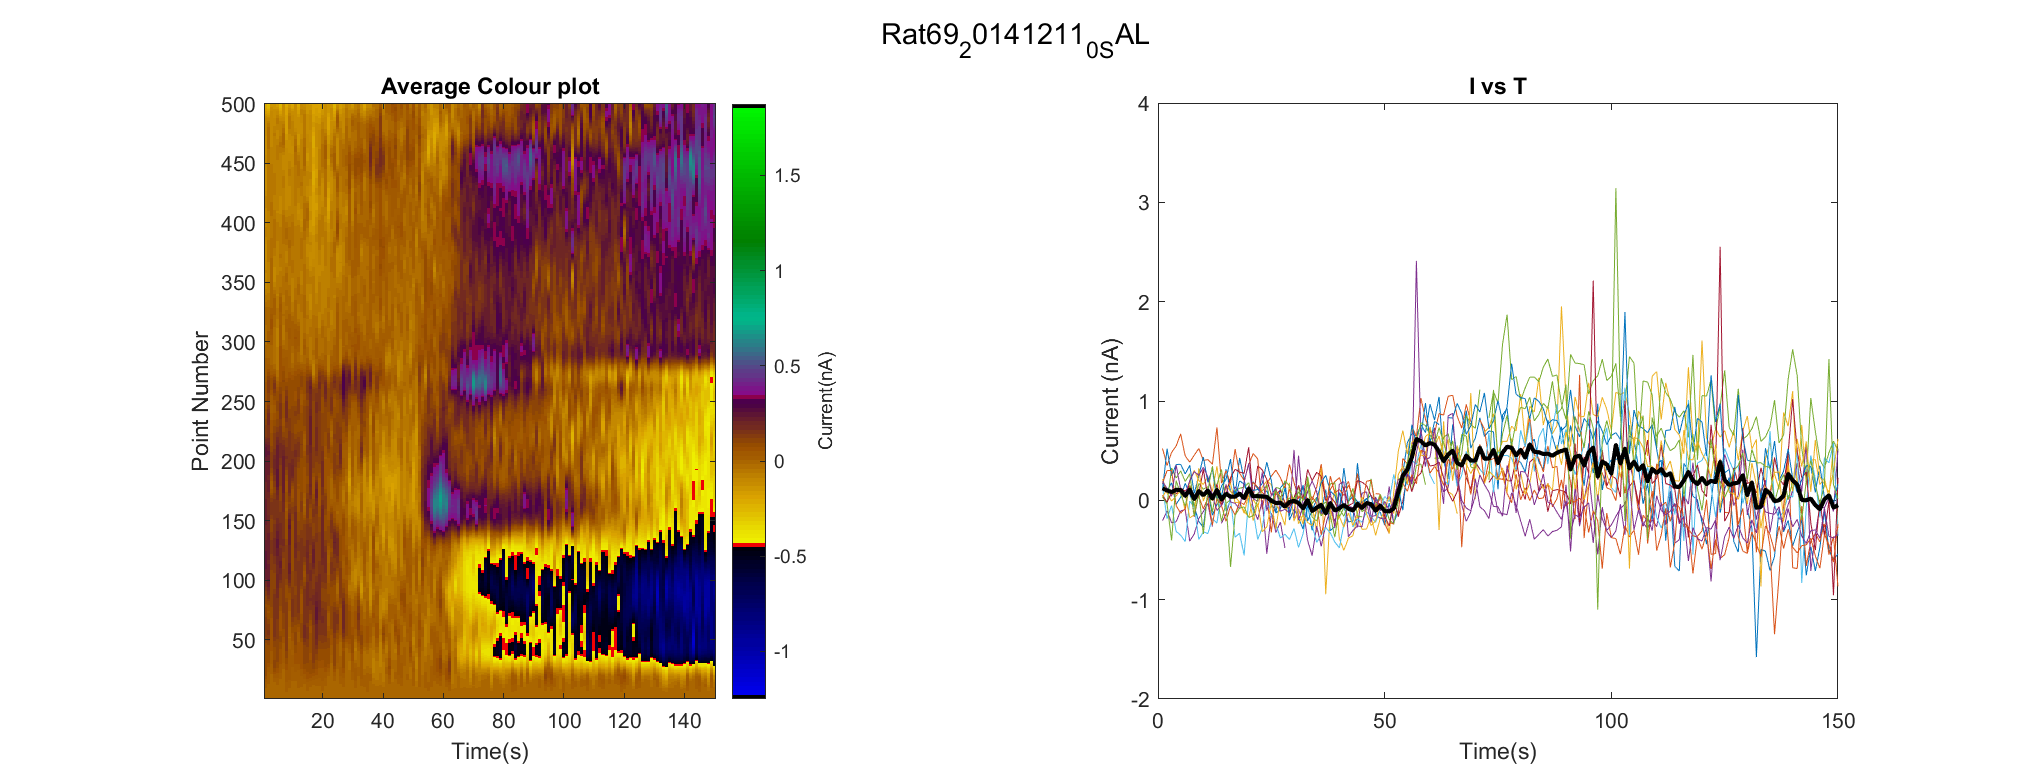 Rat69₂0141211₀ₛAL
Average Colour plot
500
450
400
350
300
250
200
150
100
50
Point Number
20 40 60 80 100 120 140
Time(s)
1.5
1
0.5
0
-0.5
-1
Current(nA)
I vs T
4
3
2
1
0
-1
-2
Current (nA)
0 50 100 150
Time(s)